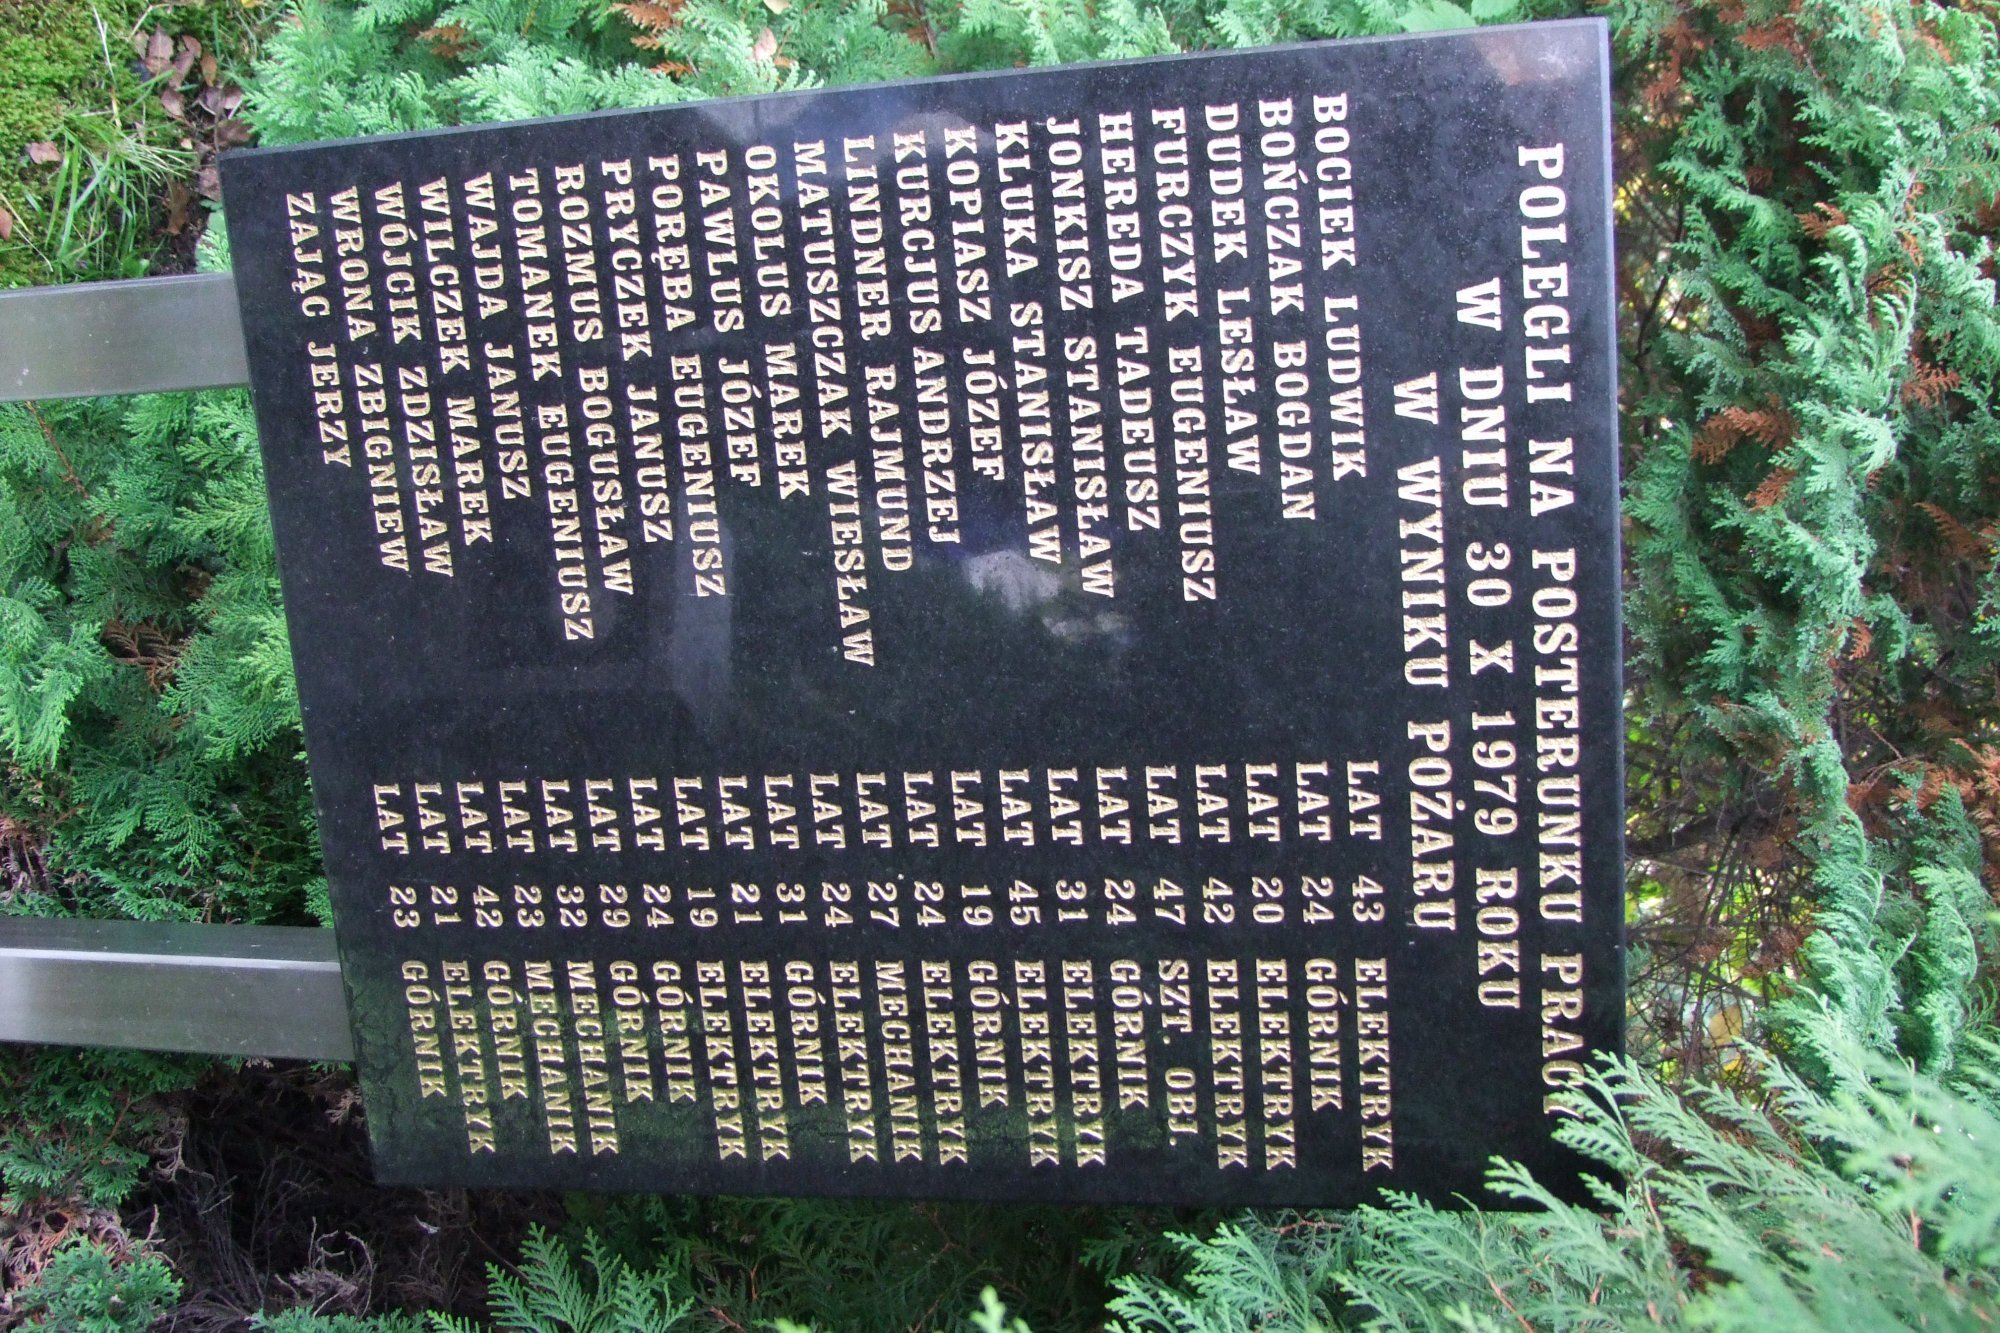 POLEGLI NA POSTERUNKU PRACY
W DNIU 30 X 1979 ROKU
W WYNIKU POŻARU
BOCIEK LUDWIK LAT 43 ELEKTRYK
BOŃCZAK BOGDAN LAT 24 GÓRNIK
DUDEK LESŁAW LAT 20 ELEKTRYK
FURCZYK EUGENIUSZ LAT 42 ELEKTRYK
HEREDA TADEUSZ LAT 47 SZT. OBJ.
JONKISZ STANISŁAW LAT 24 GÓRNIK
KLUKA STANISŁAW LAT 31 ELEKTRYK
KOPIASZ JÓZEF LAT 45 ELEKTRYK
KURCJUS ANDRZEJ LAT 19 GÓRNIK
LINDNER RAJMUND LAT 24 ELEKTRYK
MATUSZCZAK WIESŁAW LAT 27 MECHANIK
OKOLUS MAREK LAT 24 ELEKTRYK
PAWLUS JÓZEF LAT 31 GÓRNIK
PORĘBA EUGENIUSZ LAT 21 ELEKTRYK
PRYCZEK JANUSZ LAT 19 ELEKTRYK
ROZMUS BOGUSŁAW LAT 24 GÓRNIK
TOMANEK EUGENIUSZ LAT 29 GÓRNIK
WAJDA JANUSZ LAT 32 MECHANIK
WILCZEK MAREK LAT 23 MECHANIK
WÓJCIK ZDZISŁAW LAT 42 GÓRNIK
WRONA ZBIGNIEW LAT 21 ELEKTRYK
ZAJĄC JERZY LAT 23 GÓRNIK